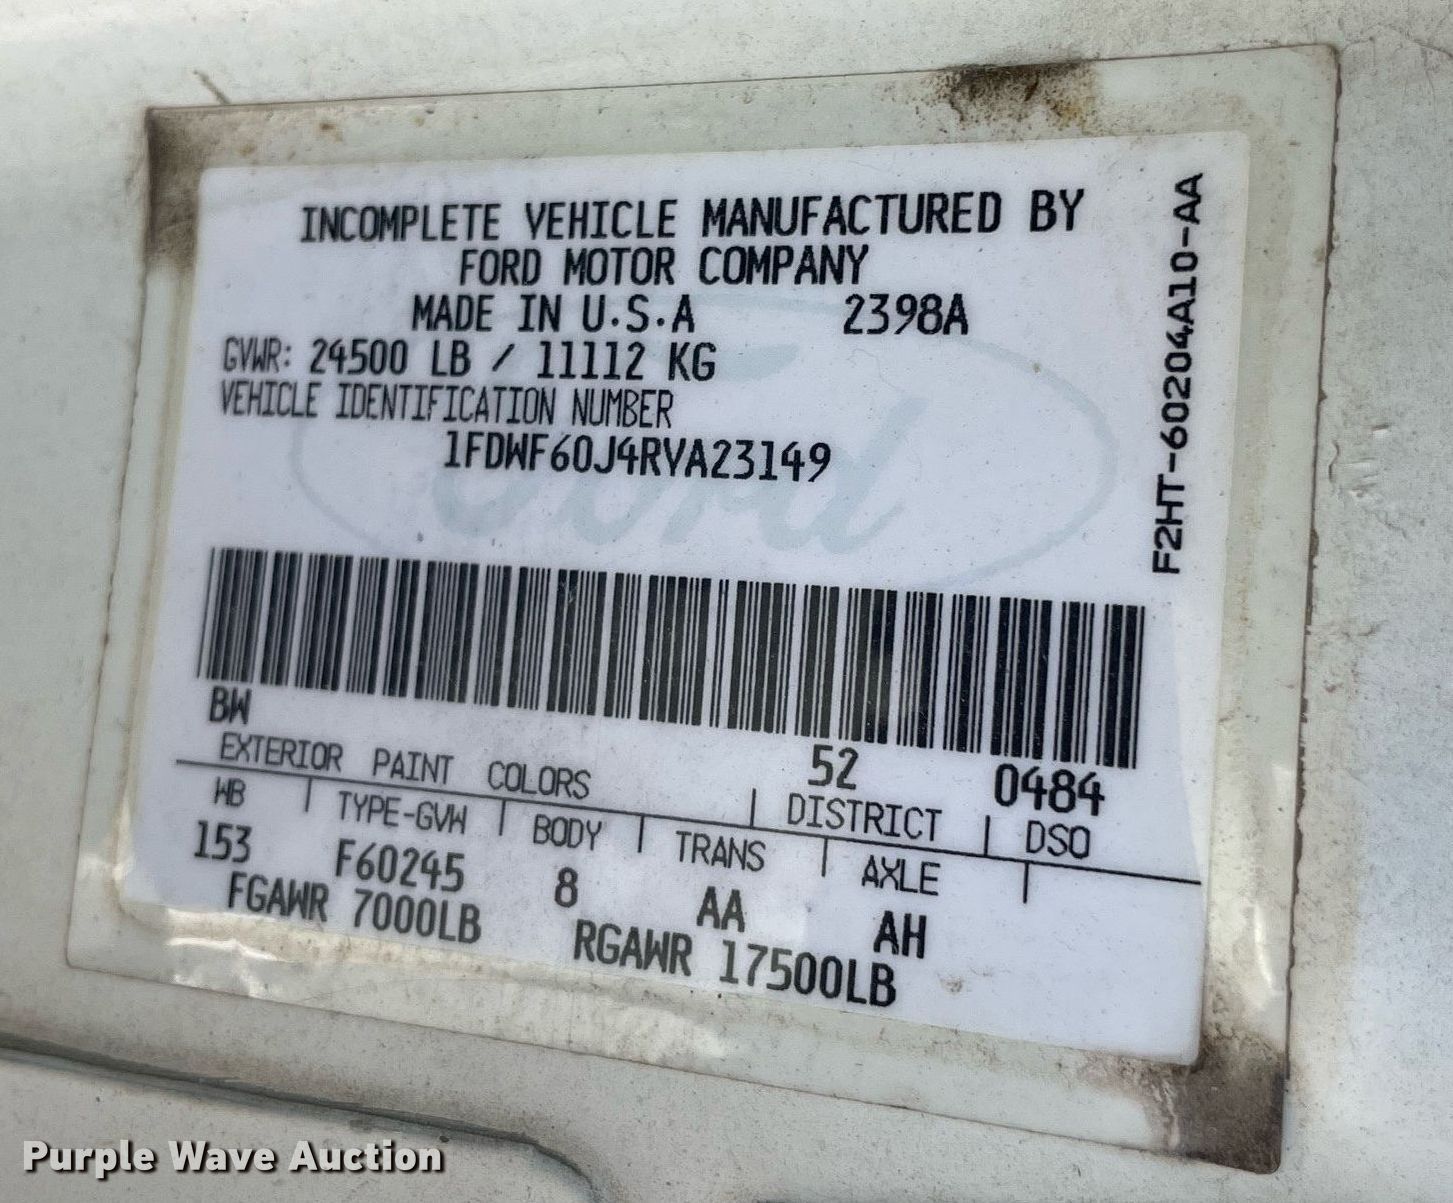 INCOMPLETE VEHICLE MANUFACTURED BY
FORD MOTOR COMPANY
MADE IN U.S.A 2398A
GVWR: 24500 LB / 11112 KG
VEHICLE IDENTIFICATION NUMBER
1FDWF60J4RVA23149
F2HT-60204A10-AA
Ford
BW 52 0484
EXTERIOR PAINT COLORS DISTRICT DSO
WB TYPE-GVW BODY TRANS AXLE
153 F60245 8 AA AH
FGAWR 7000LB RGAWR 17500LB
Purple Wave Auction